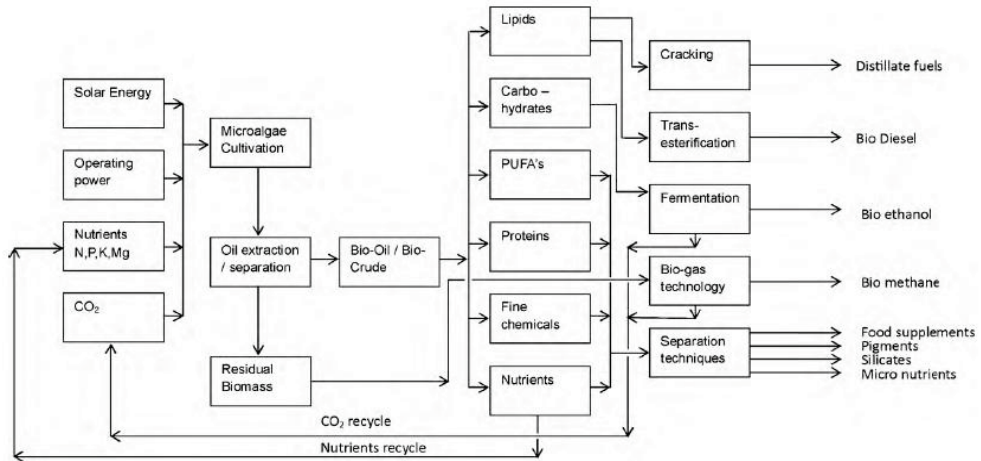 Solar Energy
Operating
power
Nutrients
N,P,K,Mg
CO₂
Microalgae
Cultivation
Oil extraction
/ separation
Residual
Biomass
Bio-Oil / Bio-
Crude
Lipids
Carbo –
hydrates
PUFA's
Proteins
Fine
chemicals
Nutrients
Cracking
Trans-
esterification
Fermentation
Bio-gas
technology
Separation
techniques
Distillate fuels
Bio Diesel
Bio ethanol
Bio methane
Food supplements
Pigments
Silicates
Micro nutrients
CO₂ recycle
Nutrients recycle